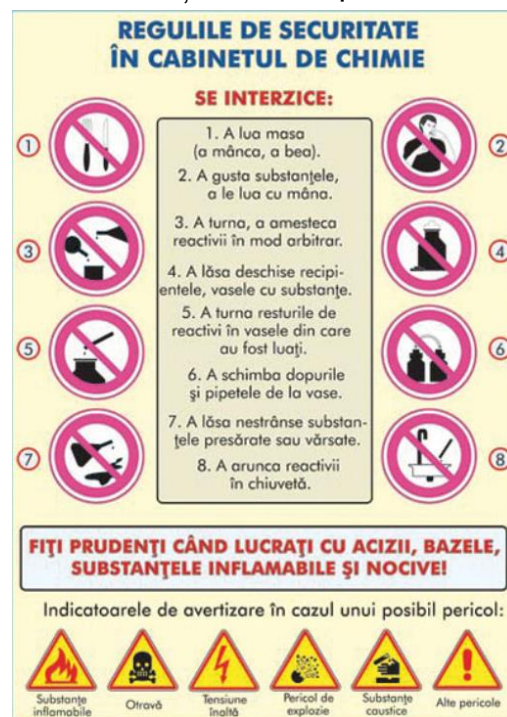 REGULILE DE SECURITATE
ÎN CABINETUL DE CHIMIE
SE INTERZICE:
1
2
3
4
5
6
7
8
1. A lua masa
(a mânca, a bea).
2. A gusta substanțele,
a le lua cu mâna.
3. A turna, a amesteca
reactivii în mod arbitrar.
4. A lăsa deschise recipi-
entele, vasele cu substanțe.
5. A turna resturile de
reactivi în vasele din care
au fost luați.
6. A schimba dopurile
și pipetele de la vase.
7. A lăsa nestrânse substan-
țele presărate sau vărsate.
8. A arunca reactivii
în chiuvetă.
FIȚI PRUDENȚI CÂND LUCRAȚI CU ACIZII, BAZELE,
SUBSTANȚELE INFLAMABILE ȘI NOCIVE!
Indicatoarele de avertizare în cazul unui posibil pericol:
Substanțe
inflamabile
Otravă
Tensiune
înaltă
Pericol de
explozie
Substanțe
caustice
Alte pericole